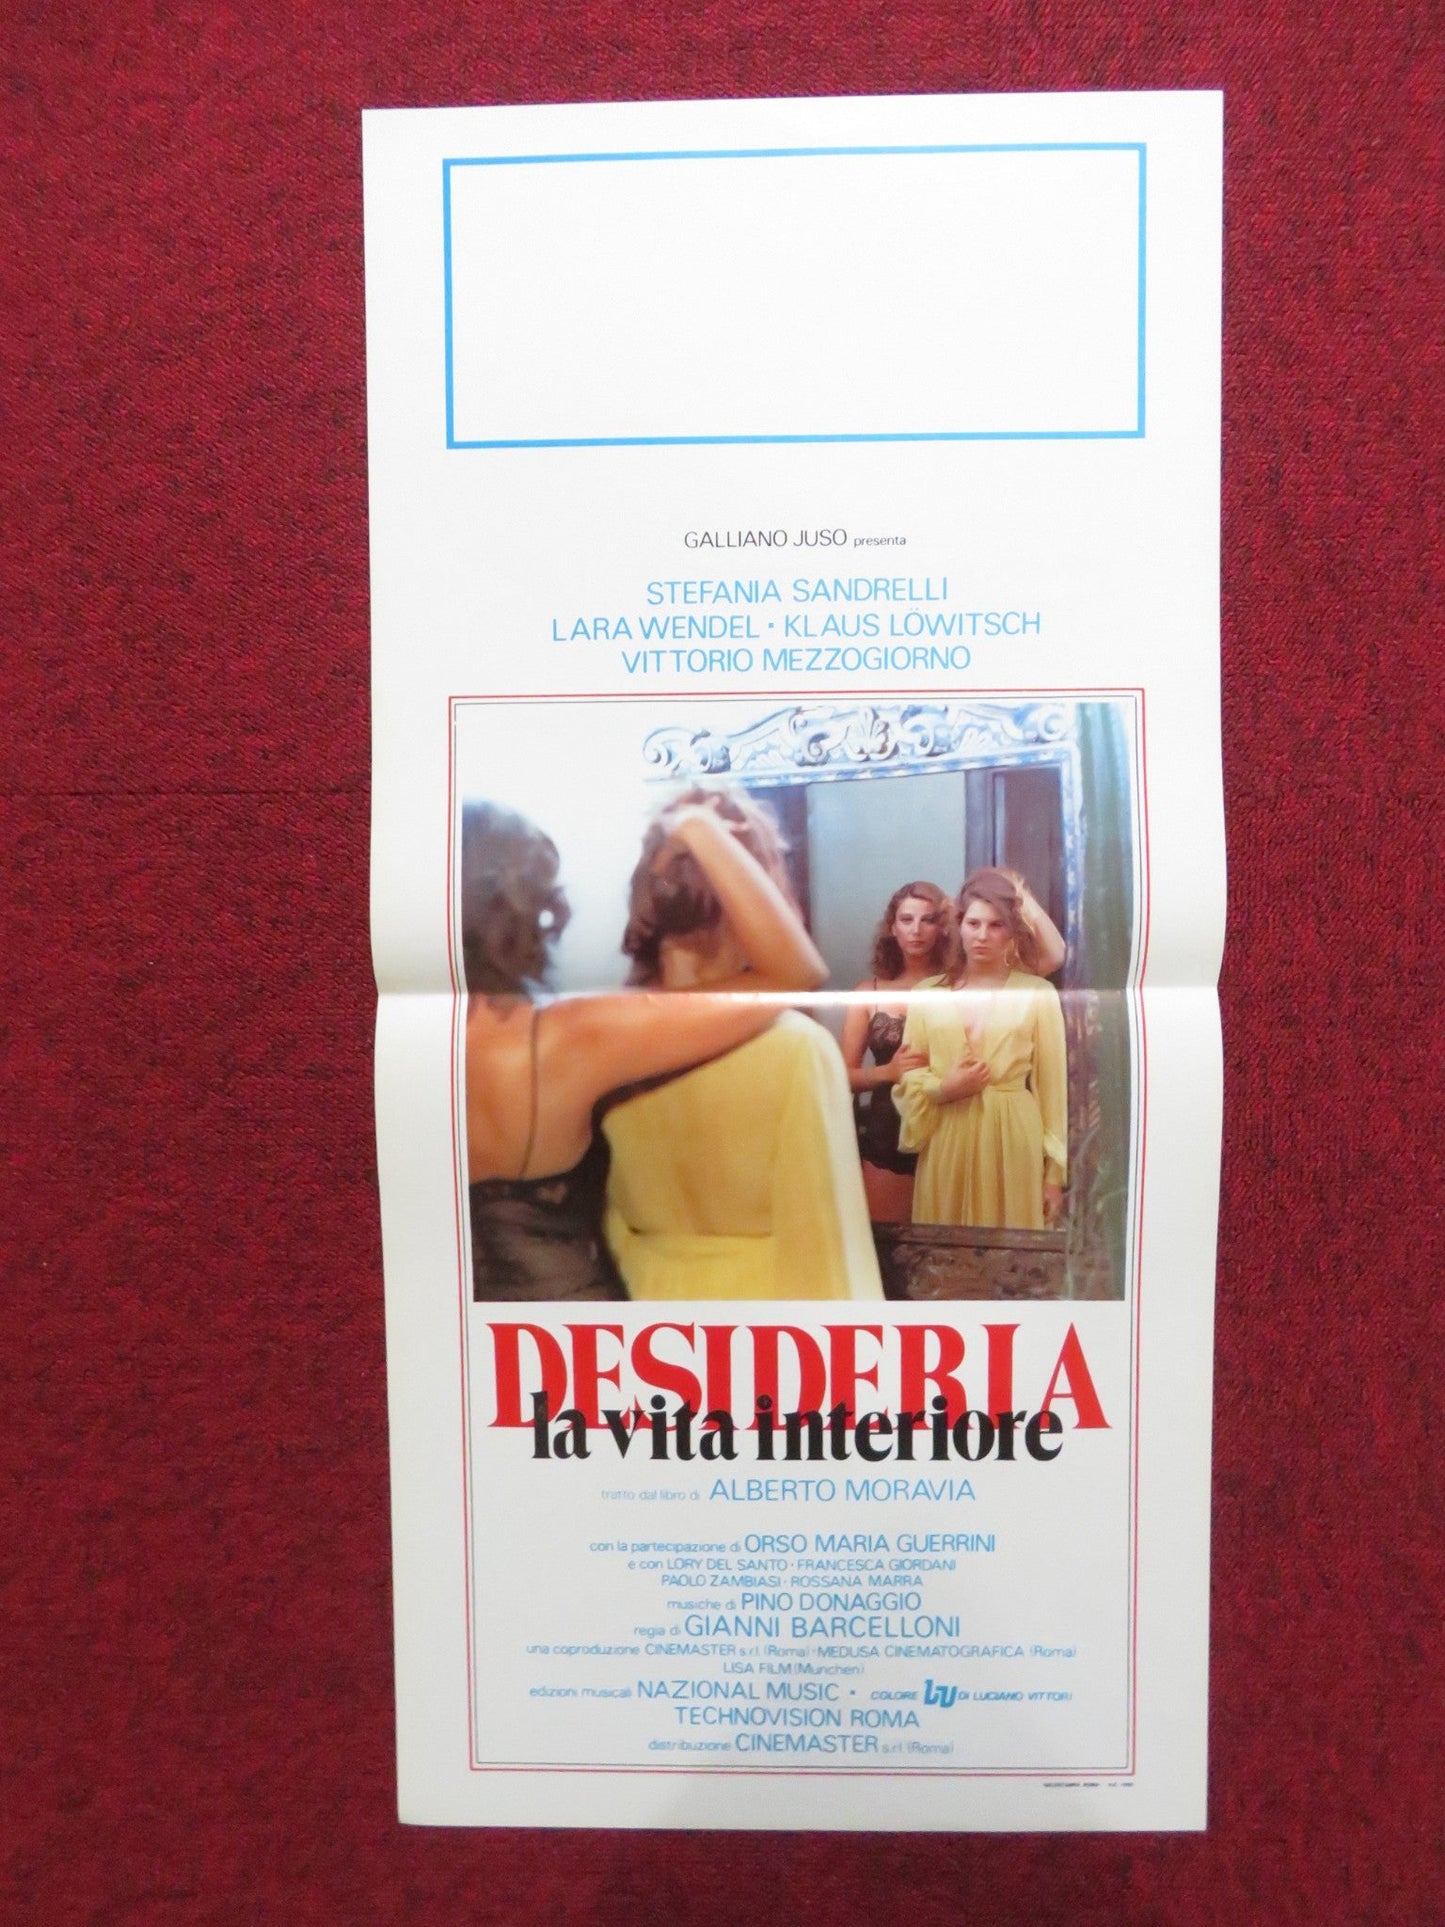 GALLIANO JUSO presenta
STEFANIA SANDRELLI
LARA WENDEL · KLAUS LÖWITSCH
VITTORIO MEZZOGIORNO
DESIDERIA
la vita interiore
tratto dal libro di ALBERTO MORAVIA
con la partecipazione di ORSO MARIA GUERRINI
e con LORY DEL SANTO · FRANCESCA GIORDANI
PAOLO ZAMBIASI · ROSSANA MARRA
musiche di PINO DONAGGIO
regia di GIANNI BARCELLONI
una coproduzione CINEMASTER s.r.l. (Roma) · MEDUSA CINEMATOGRAFICA (Roma)
LISA FILM (Munchen)
edizioni musicali NAZIONAL MUSIC · COLORE LV DI LUCIANO VITTORI
TECHNOVISION ROMA
distribuzione CINEMASTER s.r.l. (Roma)